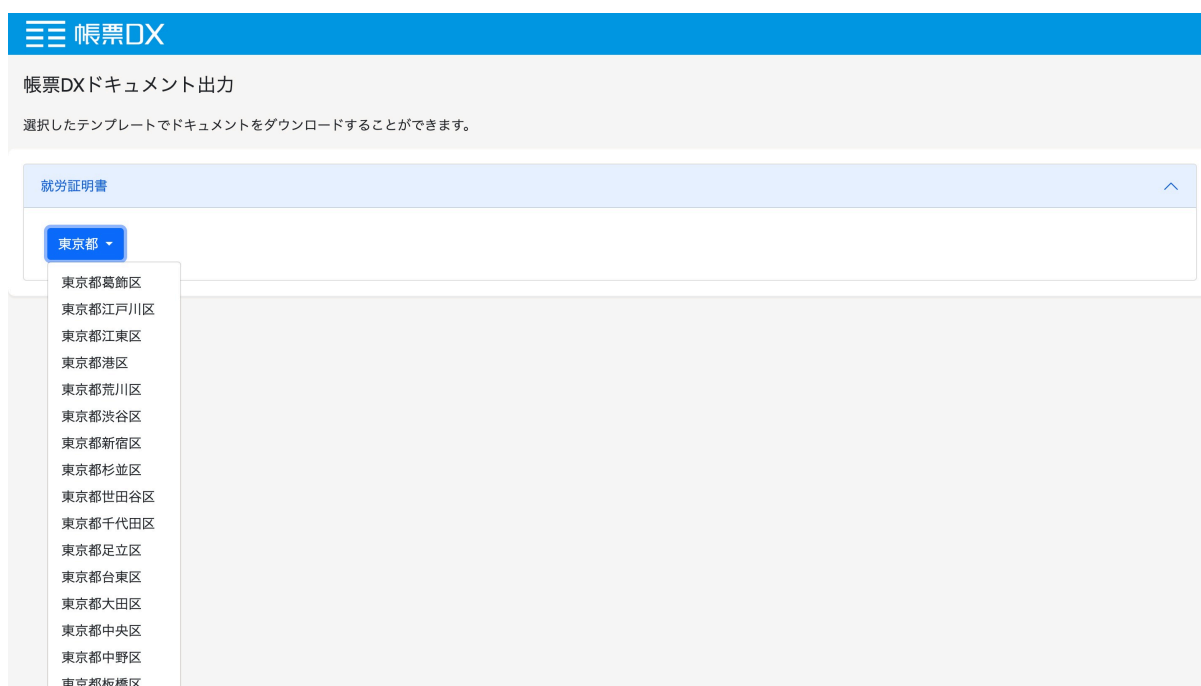 帳票DX
帳票DXドキュメント出力
選択したテンプレートでドキュメントをダウンロードすることができます。
就労証明書
東京都
東京都葛飾区
東京都江戸川区
東京都江東区
東京都港区
東京都荒川区
東京都渋谷区
東京都新宿区
東京都杉並区
東京都世田谷区
東京都千代田区
東京都足立区
東京都台東区
東京都大田区
東京都中央区
東京都中野区
東京都板橋区